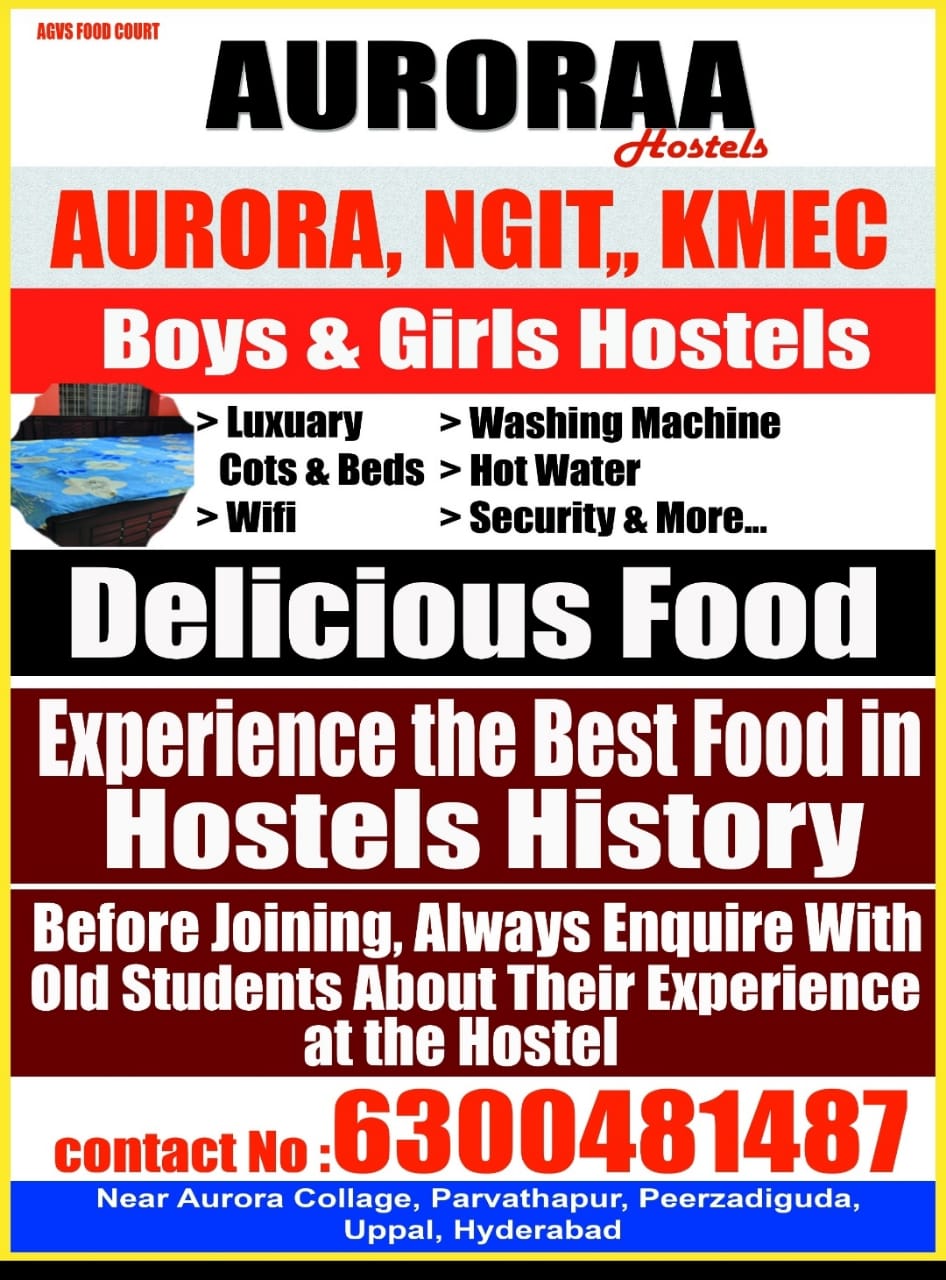 AGVS FOOD COURT
AURORAA
Hostels
AURORA, NGIT,, KMEC
Boys & Girls Hostels
> Luxuary
Cots & Beds
> Wifi
> Washing Machine
> Hot Water
> Security & More...
Delicious Food
Experience the Best Food in
Hostels History
Before Joining, Always Enquire With
Old Students About Their Experience
at the Hostel
contact No :6300481487
Near Aurora Collage, Parvathapur, Peerzadiguda,
Uppal, Hyderabad